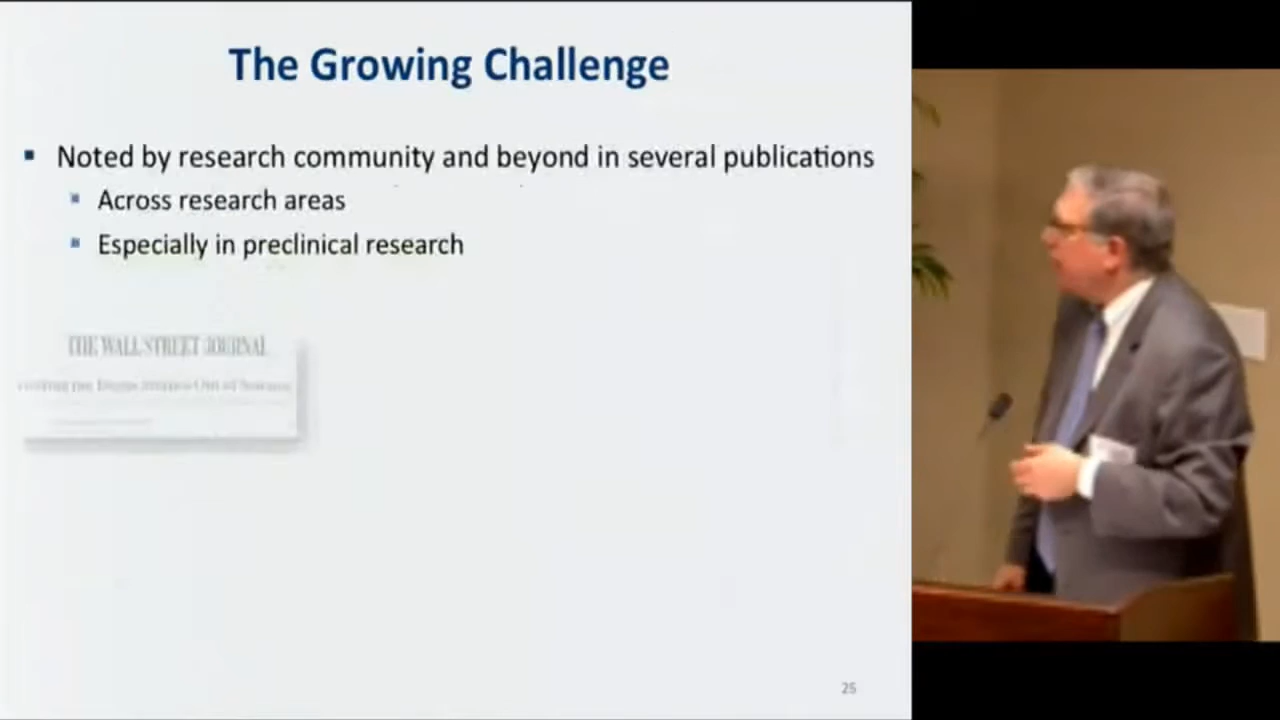 The Growing Challenge
Noted by research community and beyond in several publications
Across research areas
Especially in preclinical research
THE WALL STREET JOURNAL
25